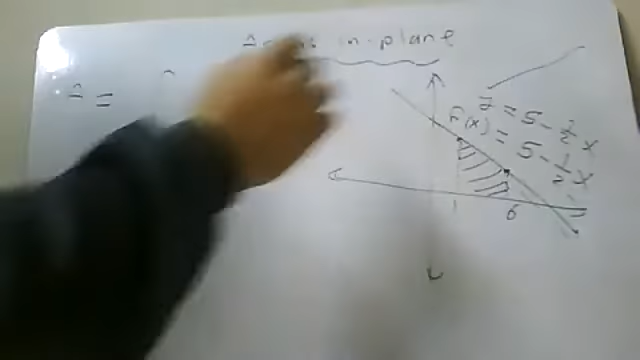 in-plane
n̂ =
y = 5 - 1/2 x
F(x) = 5 - 1/2 x
1 6